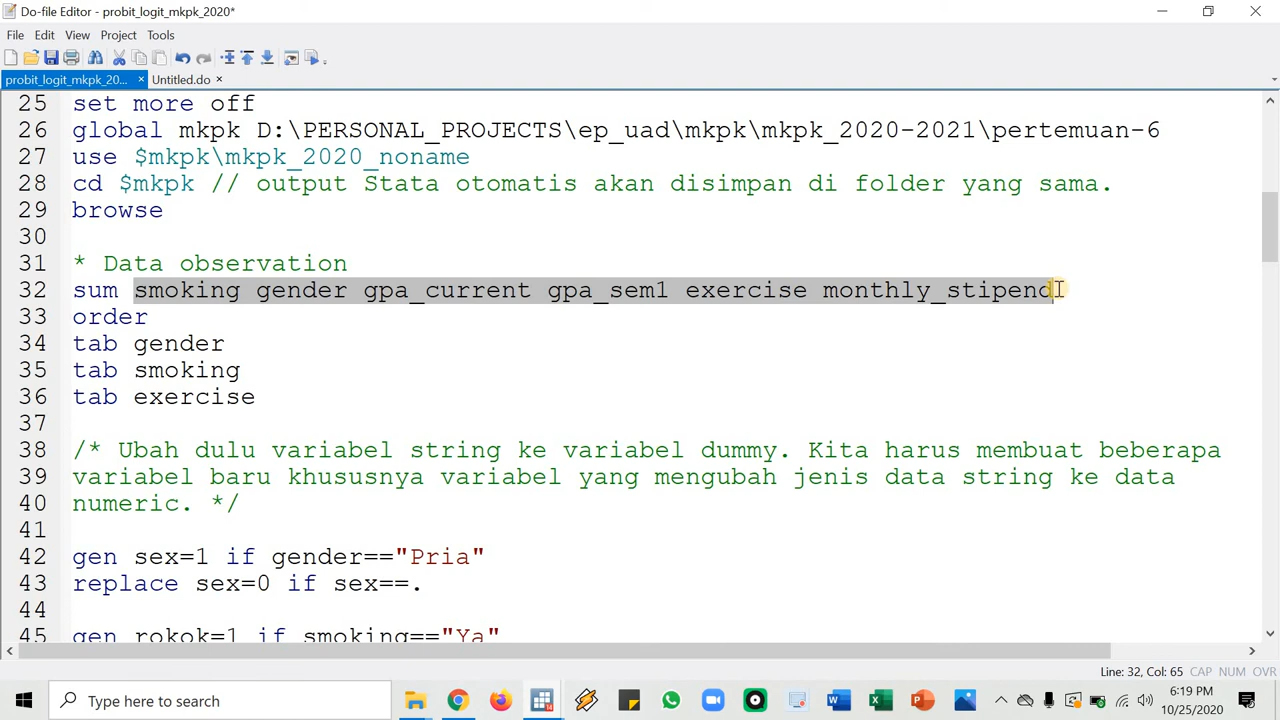 Do-file Editor - probit_logit_mkpk_2020*
File Edit View Project Tools
probit_logit_mkpk_20... × Untitled.do ×
25 set more off
26 global mkpk D:\PERSONAL_PROJECTS\ep_uad\mkpk\mkpk_2020-2021\pertemuan-6
27 use $mkpk\mkpk_2020_noname
28 cd $mkpk // output Stata otomatis akan disimpan di folder yang sama.
29 browse
30
31 * Data observation
32 sum smoking gender gpa_current gpa_sem1 exercise monthly_stipend
33 order
34 tab gender
35 tab smoking
36 tab exercise
37
38 /* Ubah dulu variabel string ke variabel dummy. Kita harus membuat beberapa
39 variabel baru khususnya variabel yang mengubah jenis data string ke data
40 numeric. */
41
42 gen sex=1 if gender=="Pria"
43 replace sex=0 if sex==.
44
45 gen rokok=1 if smoking=="Ya"
Line: 32, Col: 65 CAP NUM OVR
Type here to search
6:19 PM
10/25/2020